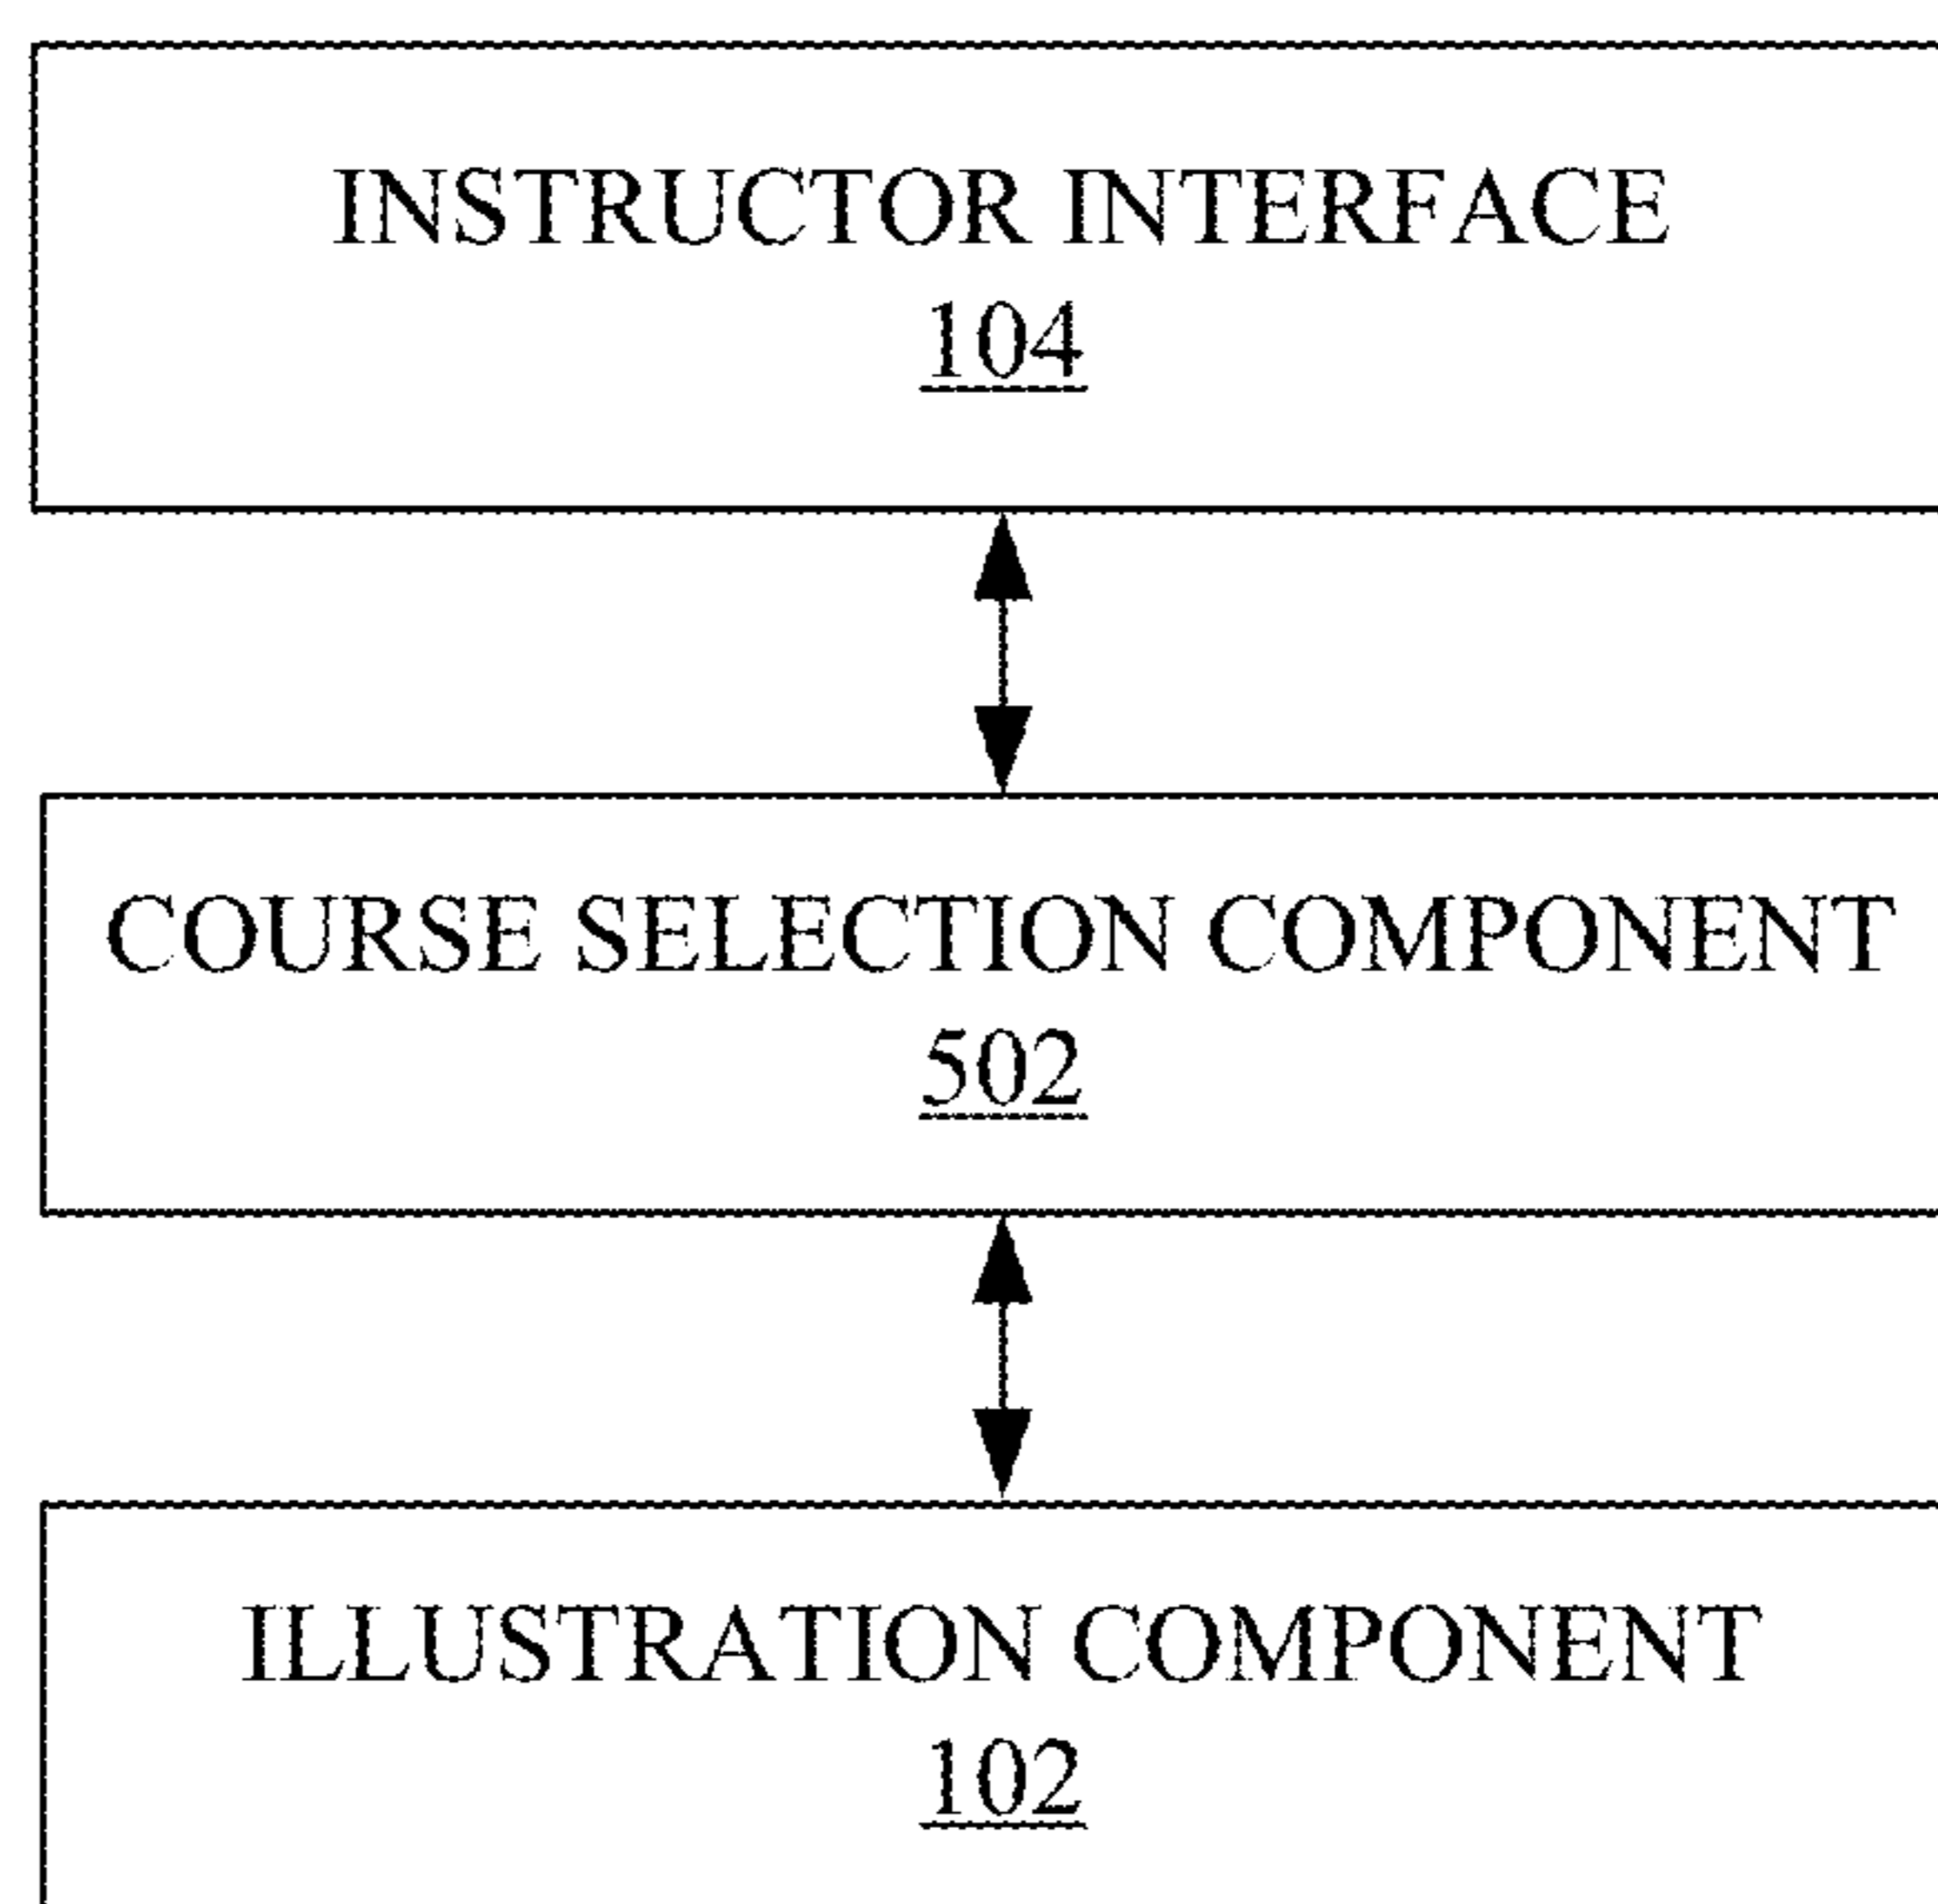 INSTRUCTOR INTERFACE
104
COURSE SELECTION COMPONENT
502
ILLUSTRATION COMPONENT
102